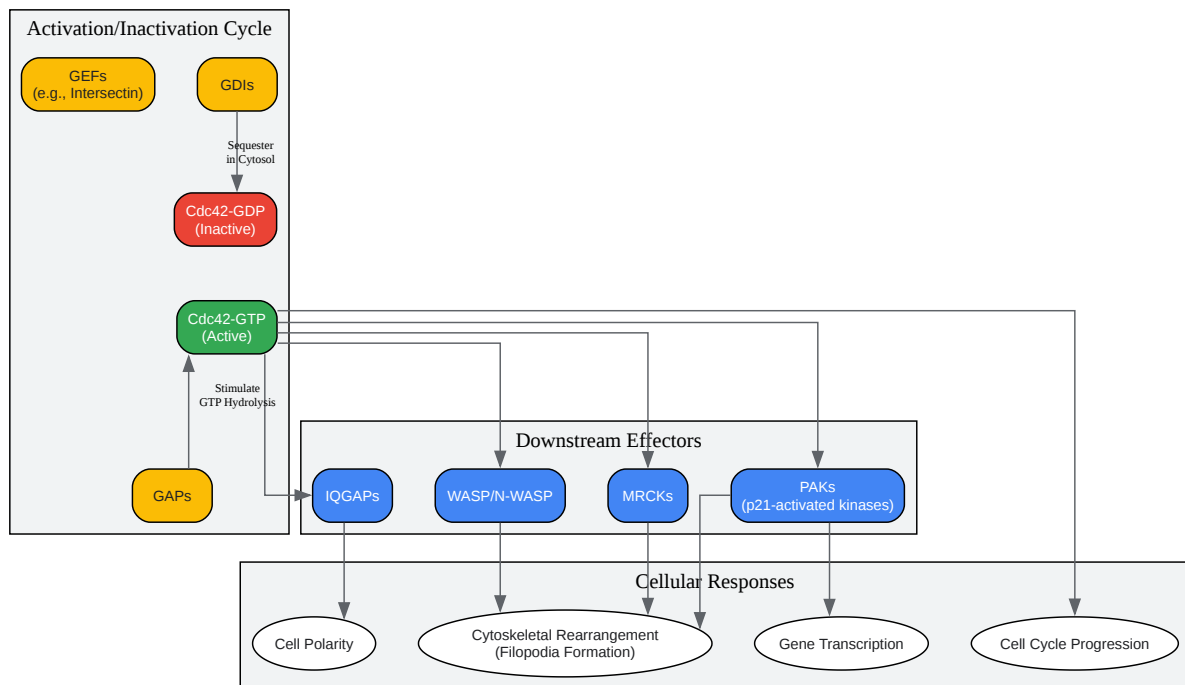 Activation/Inactivation Cycle
GEFs
(e.g., Intersectin)
GDIs
Sequester
in Cytosol
Cdc42-GDP
(Inactive)
Cdc42-GTP
(Active)
Stimulate
GTP Hydrolysis
GAPs
Downstream Effectors
IQGAPs
WASP/N-WASP
MRCKs
PAKs
(p21-activated kinases)
Cellular Responses
Cell Polarity
Cytoskeletal Rearrangement
(Filopodia Formation)
Gene Transcription
Cell Cycle Progression